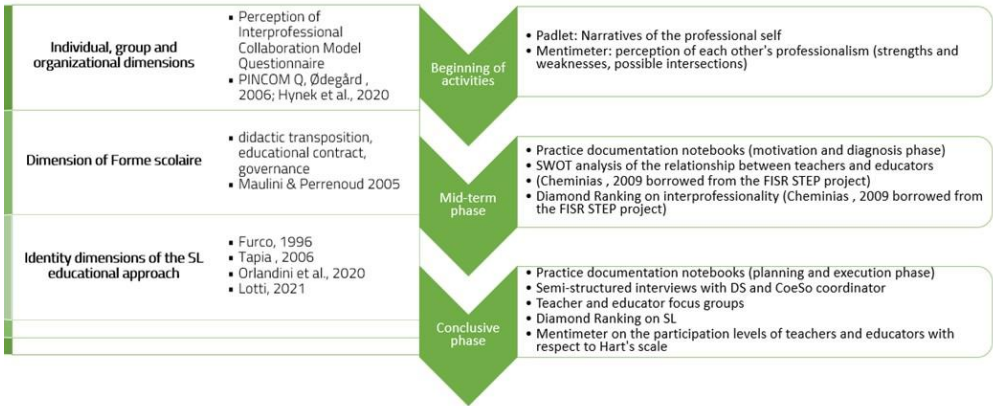 Individual, group and
organizational dimensions
▪ Perception of
Interprofessional
Collaboration Model
Questionnaire
▪ PINCOM Q, Ødegård ,
2006; Hynek et al., 2020
Dimension of Forme scolaire
▪ didactic transposition,
educational contract,
governance
▪ Maulini & Perrenoud 2005
Identity dimensions of the SL
educational approach
▪ Furco, 1996
▪ Tapia , 2006
▪ Orlandini et al., 2020
▪ Lotti, 2021
Beginning of
activities
• Padlet: Narratives of the professional self
• Mentimeter: perception of each other's professionalism (strengths and
weaknesses, possible intersections)
Mid-term
phase
• Practice documentation notebooks (motivation and diagnosis phase)
• SWOT analysis of the relationship between teachers and educators
• (Cheminias , 2009 borrowed from the FISR STEP project)
• Diamond Ranking on interprofessionality (Cheminias , 2009 borrowed from
the FISR STEP project)
Conclusive
phase
• Practice documentation notebooks (planning and execution phase)
• Semi-structured interviews with DS and CoeSo coordinator
• Teacher and educator focus groups
• Diamond Ranking on SL
• Mentimeter on the participation levels of teachers and educators with
respect to Hart's scale